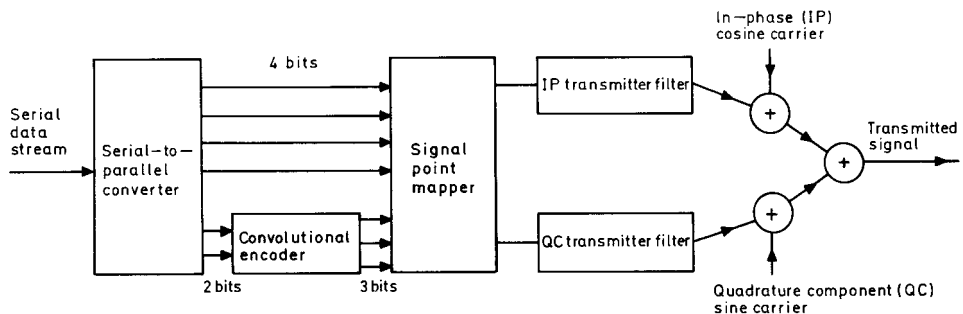 In-phase (IP)
cosine carrier
4 bits
IP transmitter filter
+
Serial
data
stream
Serial-to-
parallel
converter
Signal
point
mapper
+
Transmitted
signal
Convolutional
encoder
QC transmitter filter
+
2 bits
3 bits
Quadrature component (QC)
sine carrier